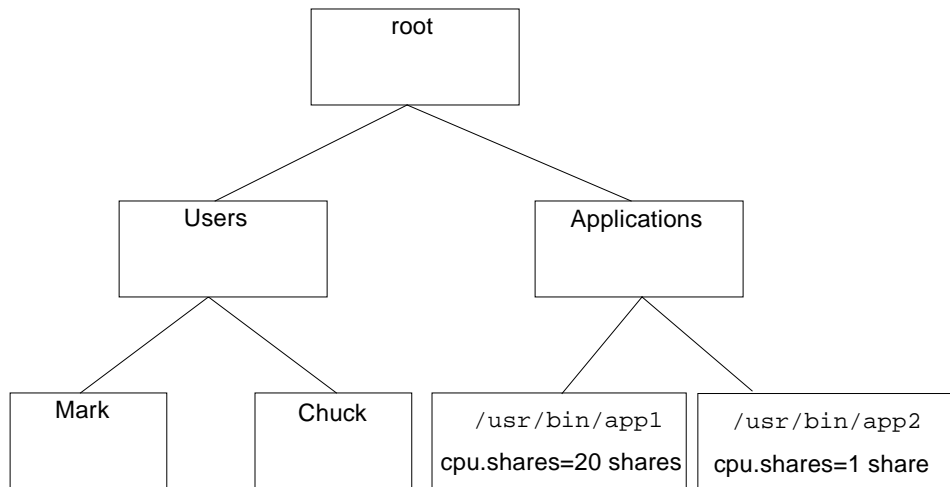 root
Users
Applications
Mark
Chuck
/usr/bin/app1
cpu.shares=20 shares
/usr/bin/app2
cpu.shares=1 share